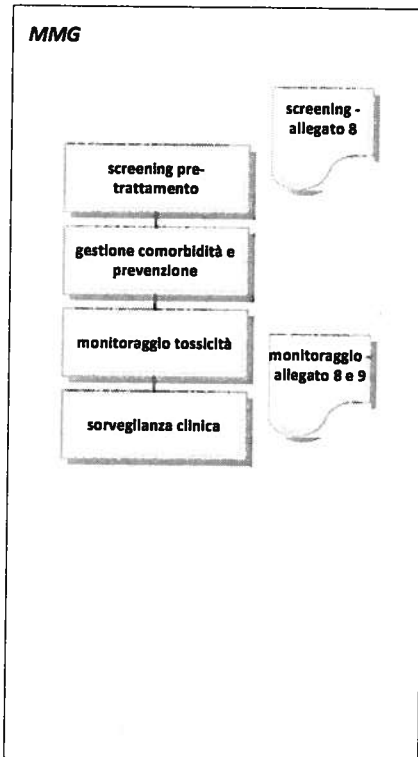 MMG
screening -
allegato 8
screening pre-
trattamento
gestione comorbidità e
prevenzione
monitoraggio tossicità
monitoraggio -
allegato 8 e 9
sorveglianza clinica